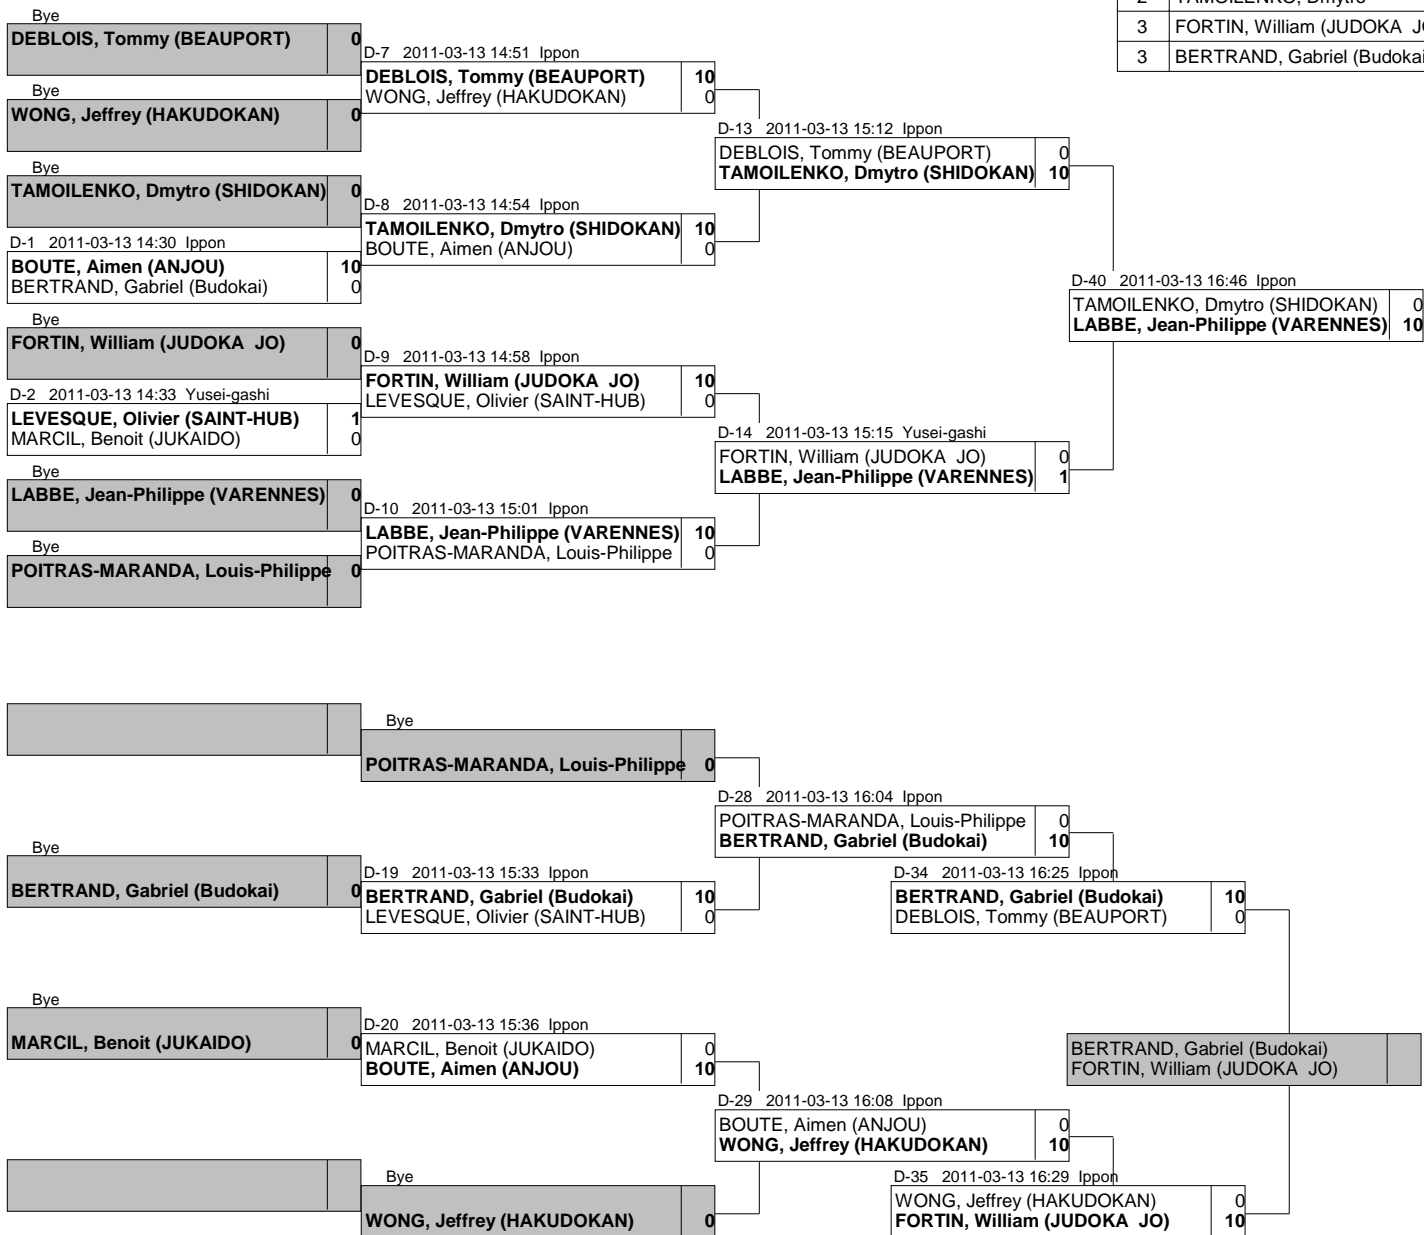 2 TAMOILENKO, Dmytro
3 FORTIN, William (JUDOKA JO
3 BERTRAND, Gabriel (Budokai
Bye
DEBLOIS, Tommy (BEAUPORT) 0
Bye
WONG, Jeffrey (HAKUDOKAN) 0
Bye
TAMOILENKO, Dmytro (SHIDOKAN) 0
D-1 2011-03-13 14:30 Ippon
BOUTE, Aimen (ANJOU) 10
BERTRAND, Gabriel (Budokai) 0
Bye
FORTIN, William (JUDOKA JO) 0
D-2 2011-03-13 14:33 Yusei-gashi
LEVESQUE, Olivier (SAINT-HUB) 1
MARCIL, Benoit (JUKAIDO) 0
Bye
LABBE, Jean-Philippe (VARENNES) 0
Bye
POITRAS-MARANDA, Louis-Philippe 0
D-7 2011-03-13 14:51 Ippon
DEBLOIS, Tommy (BEAUPORT) 10
WONG, Jeffrey (HAKUDOKAN) 0
D-8 2011-03-13 14:54 Ippon
TAMOILENKO, Dmytro (SHIDOKAN) 10
BOUTE, Aimen (ANJOU) 0
D-9 2011-03-13 14:58 Ippon
FORTIN, William (JUDOKA JO) 10
LEVESQUE, Olivier (SAINT-HUB) 0
D-10 2011-03-13 15:01 Ippon
LABBE, Jean-Philippe (VARENNES) 10
POITRAS-MARANDA, Louis-Philippe 0
D-13 2011-03-13 15:12 Ippon
DEBLOIS, Tommy (BEAUPORT) 0
TAMOILENKO, Dmytro (SHIDOKAN) 10
D-14 2011-03-13 15:15 Yusei-gashi
FORTIN, William (JUDOKA JO) 0
LABBE, Jean-Philippe (VARENNES) 1
D-40 2011-03-13 16:46 Ippon
TAMOILENKO, Dmytro (SHIDOKAN) 0
LABBE, Jean-Philippe (VARENNES) 10
Bye
BERTRAND, Gabriel (Budokai) 0
Bye
MARCIL, Benoit (JUKAIDO) 0
Bye
POITRAS-MARANDA, Louis-Philippe 0
D-19 2011-03-13 15:33 Ippon
BERTRAND, Gabriel (Budokai) 10
LEVESQUE, Olivier (SAINT-HUB) 0
D-20 2011-03-13 15:36 Ippon
MARCIL, Benoit (JUKAIDO) 0
BOUTE, Aimen (ANJOU) 10
Bye
WONG, Jeffrey (HAKUDOKAN) 0
D-28 2011-03-13 16:04 Ippon
POITRAS-MARANDA, Louis-Philippe 0
BERTRAND, Gabriel (Budokai) 10
D-29 2011-03-13 16:08 Ippon
BOUTE, Aimen (ANJOU) 0
WONG, Jeffrey (HAKUDOKAN) 10
D-34 2011-03-13 16:25 Ippon
BERTRAND, Gabriel (Budokai) 10
DEBLOIS, Tommy (BEAUPORT) 0
D-35 2011-03-13 16:29 Ippon
WONG, Jeffrey (HAKUDOKAN) 0
FORTIN, William (JUDOKA JO) 10
BERTRAND, Gabriel (Budokai)
FORTIN, William (JUDOKA JO)